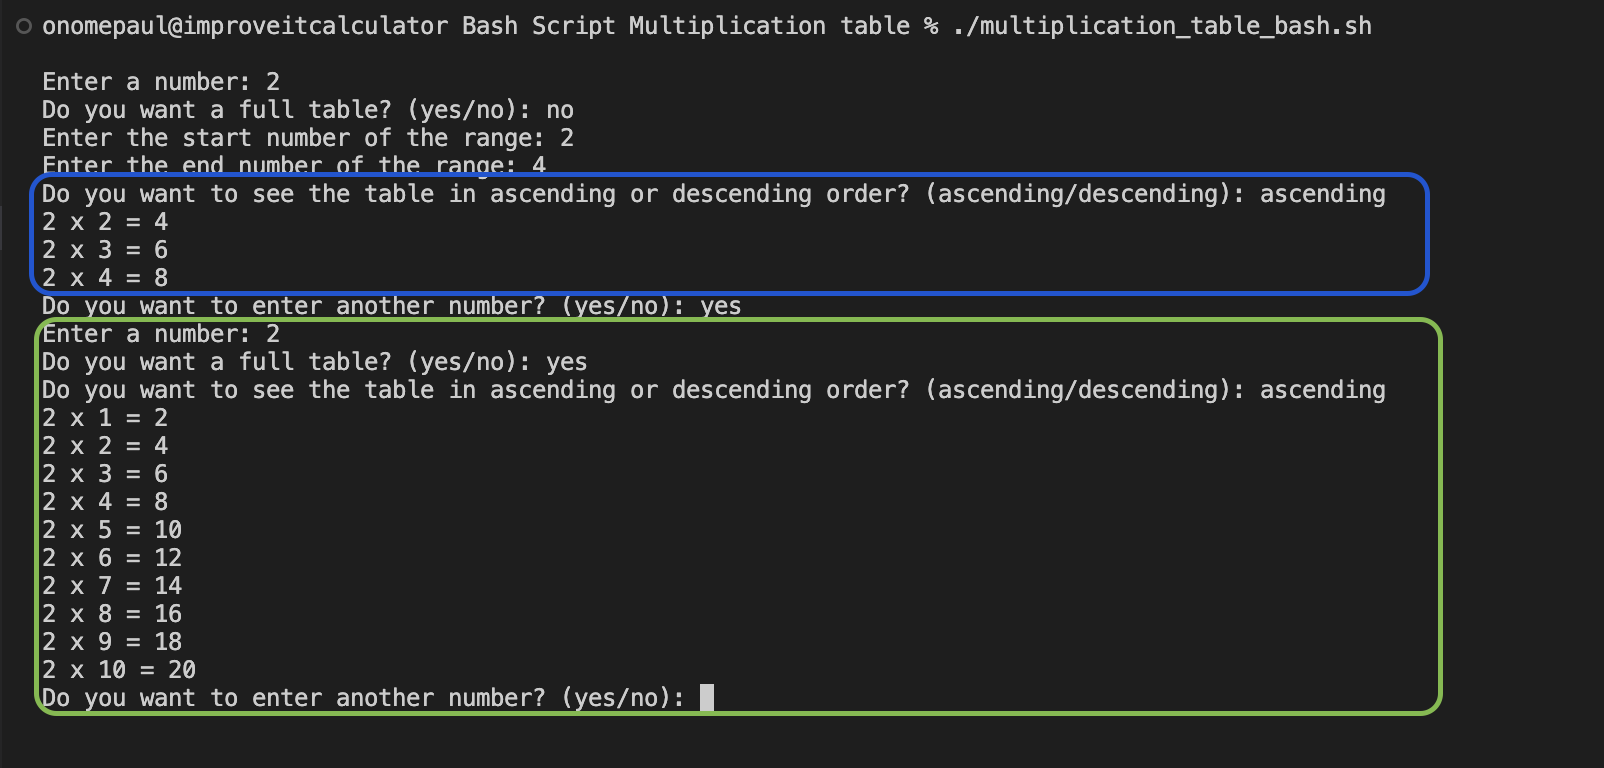 onomepaul@improveitcalculator Bash Script Multiplication table % ./multiplication_table_bash.sh
Enter a number: 2
Do you want a full table? (yes/no): no
Enter the start number of the range: 2
Enter the end number of the range: 4
Do you want to see the table in ascending or descending order? (ascending/descending): ascending
2 x 2 = 4
2 x 3 = 6
2 x 4 = 8
Do you want to enter another number? (yes/no): yes
Enter a number: 2
Do you want a full table? (yes/no): yes
Do you want to see the table in ascending or descending order? (ascending/descending): ascending
2 x 1 = 2
2 x 2 = 4
2 x 3 = 6
2 x 4 = 8
2 x 5 = 10
2 x 6 = 12
2 x 7 = 14
2 x 8 = 16
2 x 9 = 18
2 x 10 = 20
Do you want to enter another number? (yes/no):